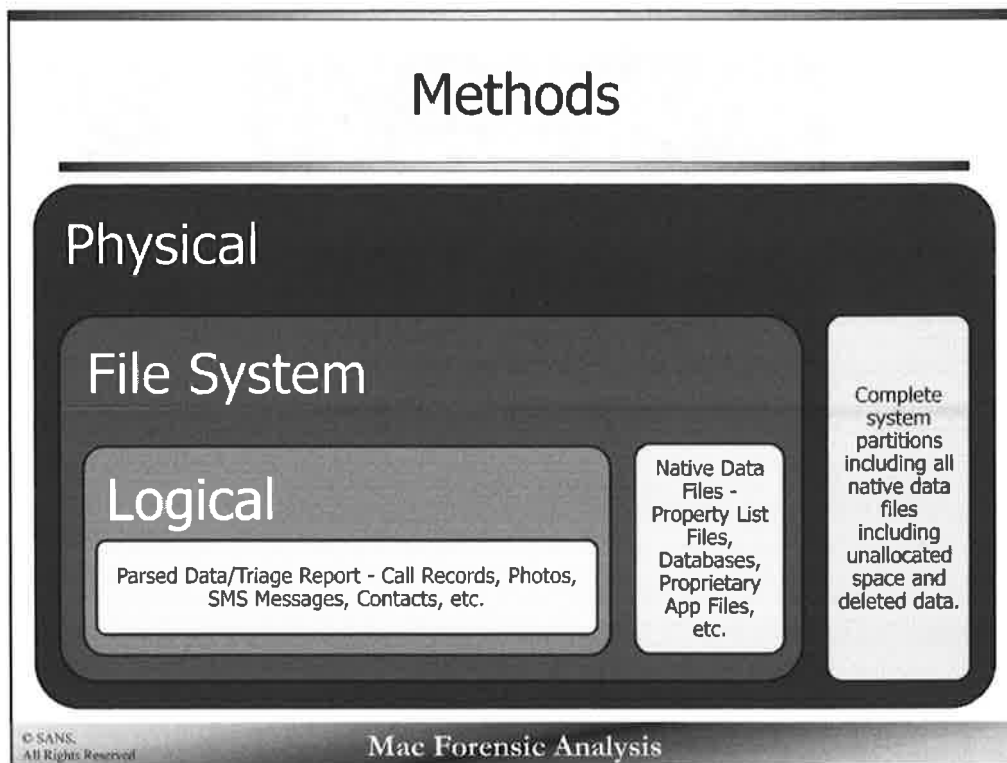 Methods
Physical
File System
Logical
Parsed Data/Triage Report - Call Records, Photos,
SMS Messages, Contacts, etc.
Native Data
Files -
Property List
Files,
Databases,
Proprietary
App Files,
etc.
Complete
system
partitions
including all
native data
files
including
unallocated
space and
deleted data.
© SANS,
All Rights Reserved
Mac Forensic Analysis